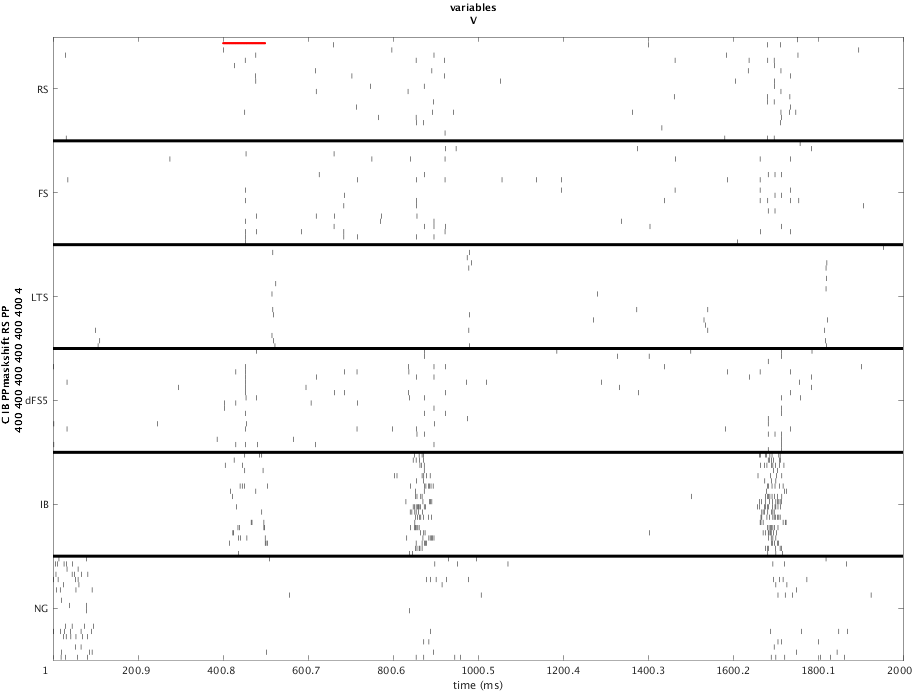 variables
V
C IB PPmaskshift RS PP
400 400 400 400 400 400 4
RS
FS
LTS
dFS5
IB
NG
1 200.9 400.8 600.7 800.6 1000.5 1200.4 1400.3 1600.2 1800.1 2000
time (ms)